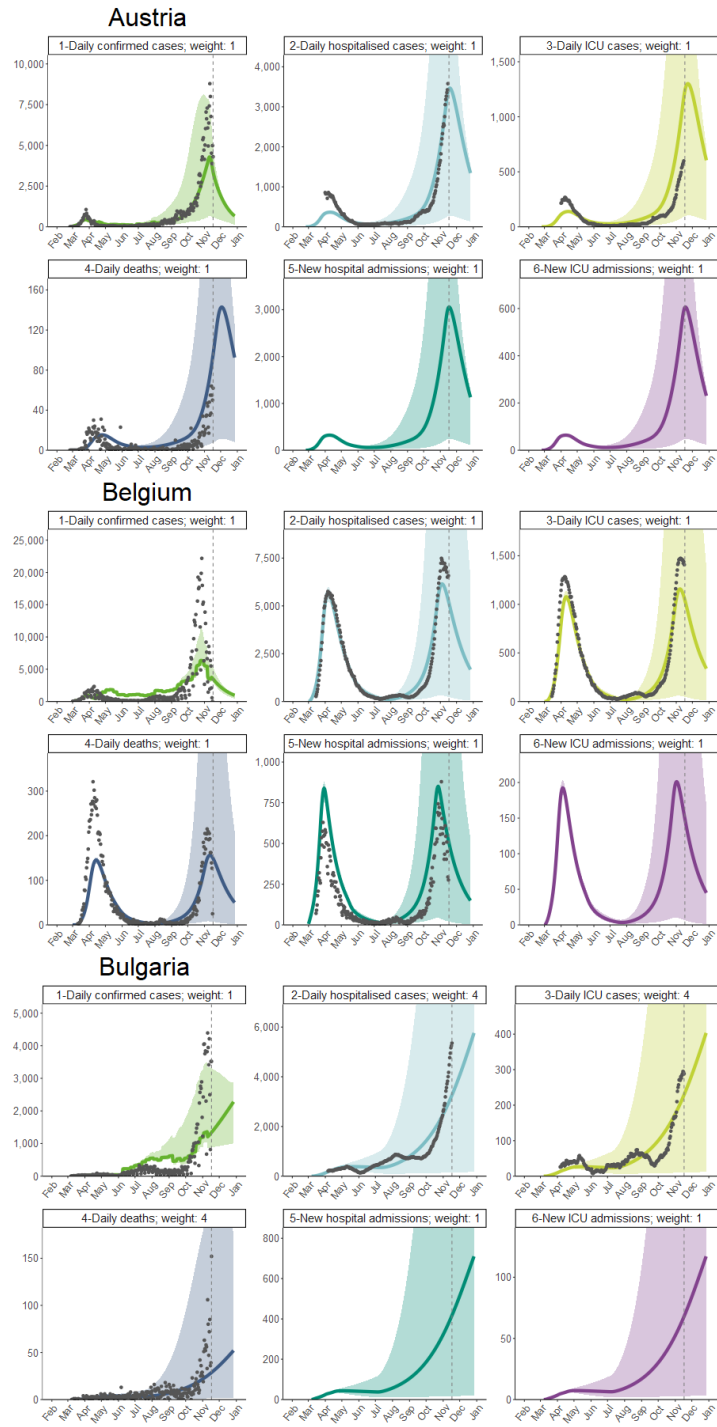 Austria
1-Daily confirmed cases; weight: 1
2-Daily hospitalised cases; weight: 1
3-Daily ICU cases; weight: 1
10,000
7,500
5,000
2,500
0
4,000
3,000
2,000
1,000
0
1,500
1,000
500
0
Feb Mar Apr May Jun Jul Aug Sep Oct Nov Dec Jan
Feb Mar Apr May Jun Jul Aug Sep Oct Nov Dec Jan
Feb Mar Apr May Jun Jul Aug Sep Oct Nov Dec Jan
4-Daily deaths; weight: 1
5-New hospital admissions; weight: 1
6-New ICU admissions; weight: 1
160
120
80
40
0
3,000
2,000
1,000
0
600
400
200
0
Feb Mar Apr May Jun Jul Aug Sep Oct Nov Dec Jan
Feb Mar Apr May Jun Jul Aug Sep Oct Nov Dec Jan
Feb Mar Apr May Jun Jul Aug Sep Oct Nov Dec Jan
Belgium
1-Daily confirmed cases; weight: 1
2-Daily hospitalised cases; weight: 1
3-Daily ICU cases; weight: 1
25,000
20,000
15,000
10,000
5,000
0
7,500
5,000
2,500
0
1,500
1,000
500
0
Feb Mar Apr May Jun Jul Aug Sep Oct Nov Dec Jan
Feb Mar Apr May Jun Jul Aug Sep Oct Nov Dec Jan
Feb Mar Apr May Jun Jul Aug Sep Oct Nov Dec Jan
4-Daily deaths; weight: 1
5-New hospital admissions; weight: 1
6-New ICU admissions; weight: 1
300
200
100
0
1,000
750
500
250
0
200
150
100
50
0
Feb Mar Apr May Jun Jul Aug Sep Oct Nov Dec Jan
Feb Mar Apr May Jun Jul Aug Sep Oct Nov Dec Jan
Feb Mar Apr May Jun Jul Aug Sep Oct Nov Dec Jan
Bulgaria
1-Daily confirmed cases; weight: 1
2-Daily hospitalised cases; weight: 4
3-Daily ICU cases; weight: 4
5,000
4,000
3,000
2,000
1,000
0
6,000
4,000
2,000
0
400
300
200
100
0
Feb Mar Apr May Jun Jul Aug Sep Oct Nov Dec Jan
Feb Mar Apr May Jun Jul Aug Sep Oct Nov Dec Jan
Feb Mar Apr May Jun Jul Aug Sep Oct Nov Dec Jan
4-Daily deaths; weight: 4
5-New hospital admissions; weight: 1
6-New ICU admissions; weight: 1
150
100
50
0
800
600
400
200
0
100
50
0
Feb Mar Apr May Jun Jul Aug Sep Oct Nov Dec Jan
Feb Mar Apr May Jun Jul Aug Sep Oct Nov Dec Jan
Feb Mar Apr May Jun Jul Aug Sep Oct Nov Dec Jan